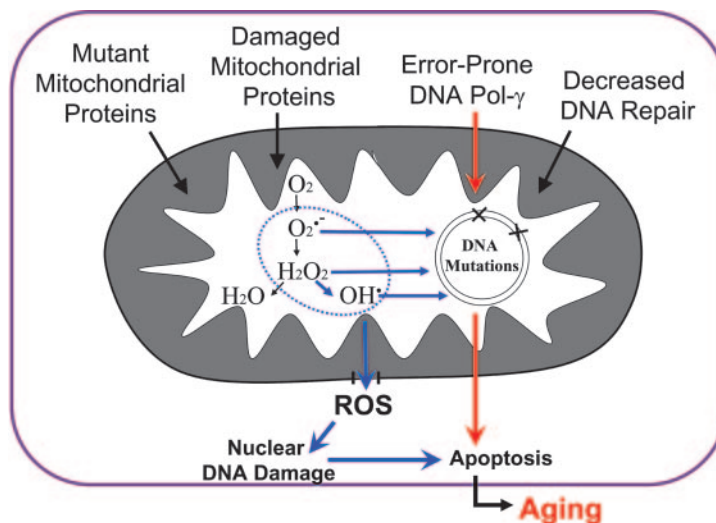 Mutant
Mitochondrial
Proteins
Damaged
Mitochondrial
Proteins
Error-Prone
DNA Pol-γ
Decreased
DNA Repair
O₂
O₂•-
H₂O₂
H₂O
OH•
DNA
Mutations
ROS
Nuclear
DNA Damage
Apoptosis
Aging